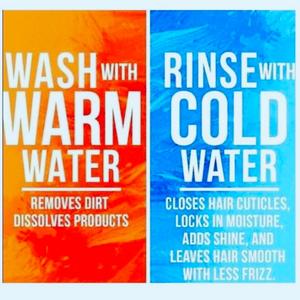 WASH WITH
WARM
WATER
REMOVES DIRT
DISSOLVES PRODUCTS
RINSE WITH
COLD
WATER
CLOSES HAIR CUTICLES,
LOCKS IN MOISTURE,
ADDS SHINE, AND
LEAVES HAIR SMOOTH
WITH LESS FRIZZ.